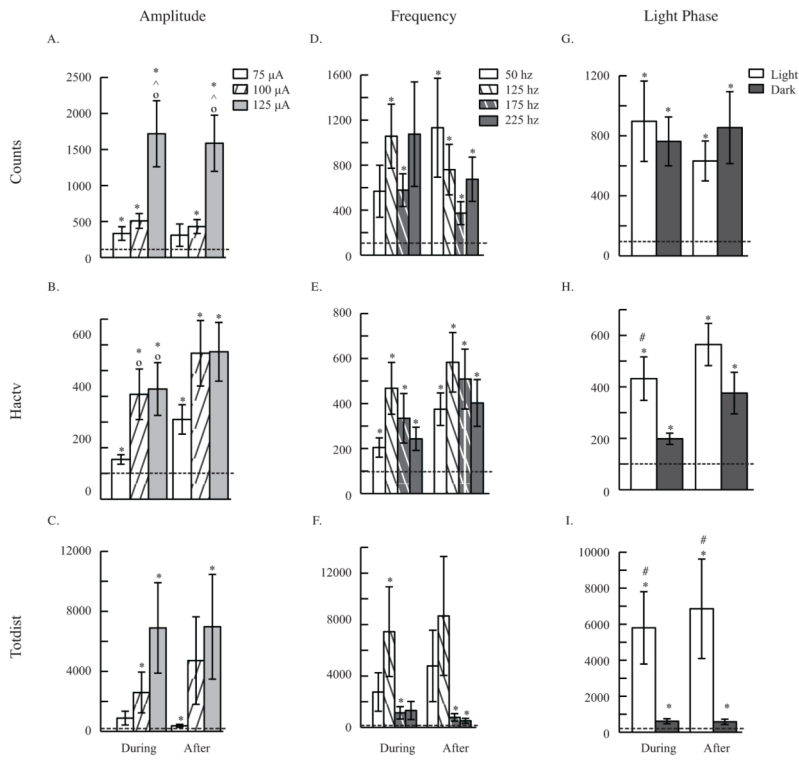 Amplitude Frequency Light Phase
A. D. G.
75 µA
100 µA
125 µA
50 hz
125 hz
175 hz
225 hz
Light
Dark
Counts
2500
2000
1500
1000
500
0
* ^ o
* ^ o
* * *
1600
1200
800
400
0
* * * * * *
1200
800
400
0
* * * *
B. E. H.
Hactv
600
400
200
0
* * o * o * * *
800
600
400
200
0
* * * * * * * *
600
400
200
0
# * * * *
C. F. I.
Totdist
12000
8000
4000
0
* * * *
12000
8000
4000
0
* * * *
10000
8000
6000
4000
2000
0
# * * # * *
During After During After During After